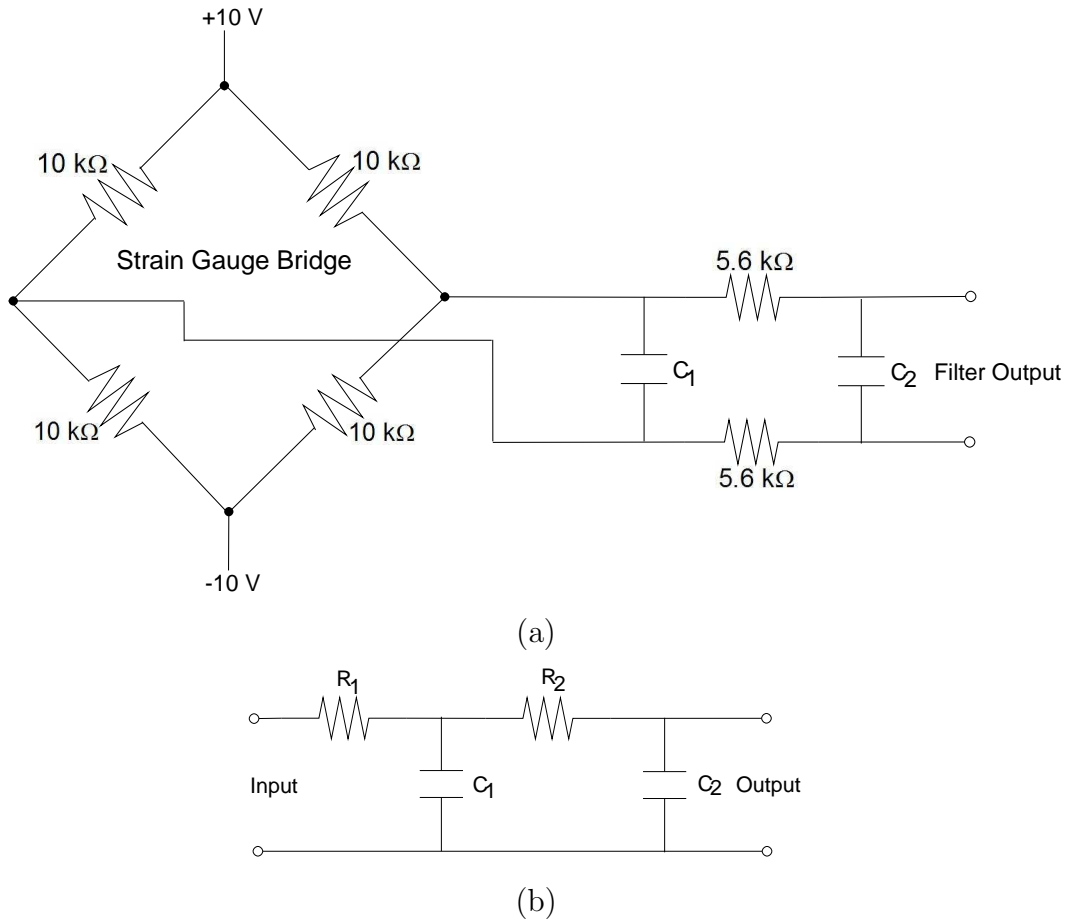 +10 V
10 kΩ
10 kΩ
Strain Gauge Bridge
5.6 kΩ
C1
C2
Filter Output
10 kΩ
10 kΩ
5.6 kΩ
-10 V
(a)
R1
R2
Input
C1
C2
Output
(b)